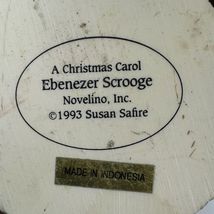 A Christmas Carol
Ebenezer Scrooge
Novelino, Inc.
©1993 Susan Safire
MADE IN INDONESIA